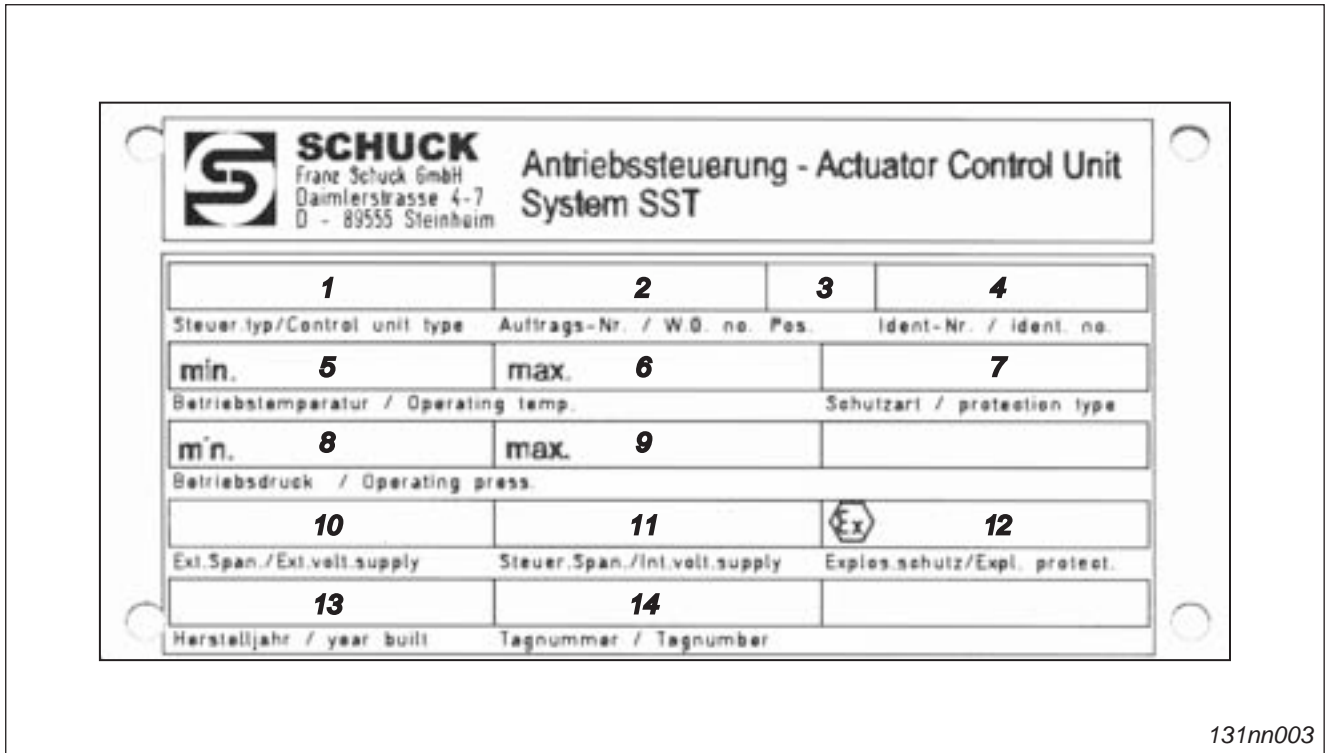 SCHUCK
Franz Schuck GmbH
Daimlerstrasse 4-7
D - 89555 Steinheim
Antriebssteuerung - Actuator Control Unit
System SST
1 2 3 4
Steuer.typ/Control unit type Auftrags-Nr. / W.O. no. Pos. Ident-Nr. / ident. no.
min. 5 max. 6 7
Betriebstemperatur / Operating temp. Schutzart / protection type
min. 8 max. 9
Betriebsdruck / Operating press.
10 11 Ex 12
Ext.Span./Ext.volt.supply Steuer.Span./Int.volt.supply Explos.schutz/Expl. protect.
13 14
Herstelljahr / year built Tagnummer / Tagnumber
131nn003